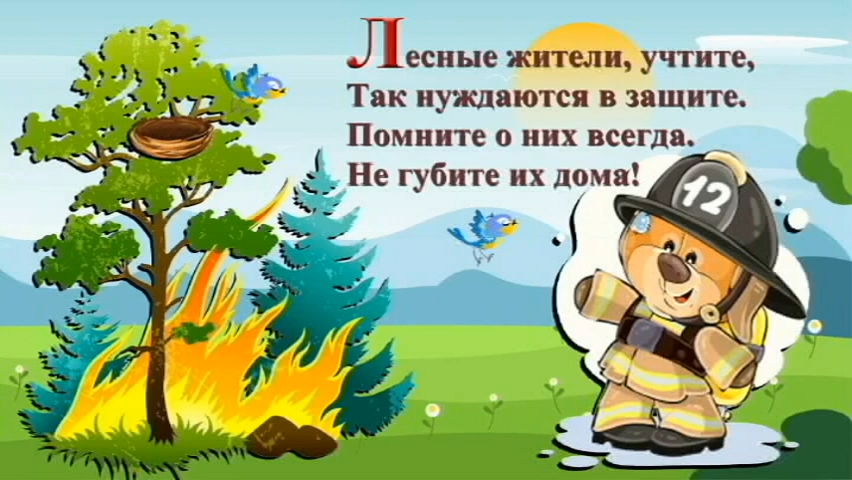 Лесные жители, учтите,
Так нуждаются в защите.
Помните о них всегда.
Не губите их дома!
12